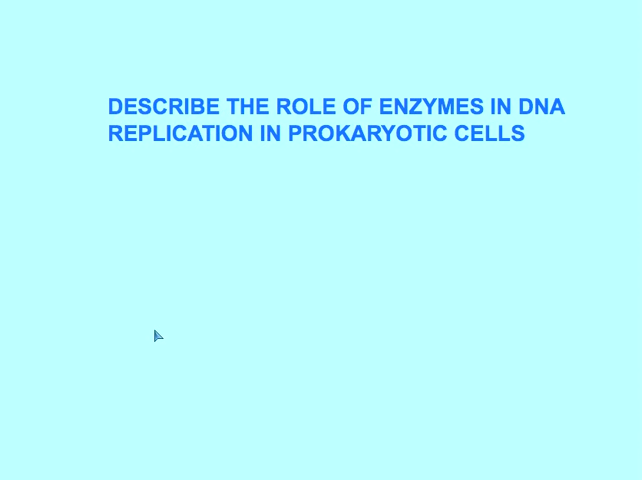 DESCRIBE THE ROLE OF ENZYMES IN DNA
REPLICATION IN PROKARYOTIC CELLS